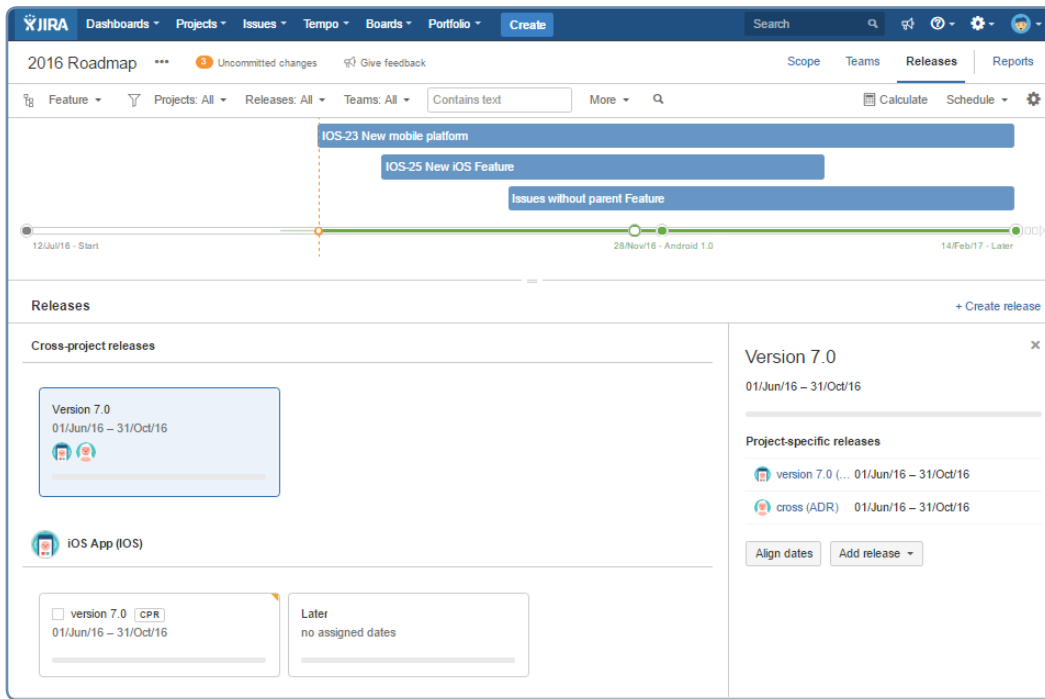 JIRA Dashboards Projects Issues Tempo Boards Portfolio Create Search
2016 Roadmap ••• 3 Uncommitted changes Give feedback Scope Teams Releases Reports
Feature Projects: All Releases: All Teams: All Contains text More Calculate Schedule
IOS-23 New mobile platform
IOS-25 New iOS Feature
Issues without parent Feature
12/Jul/16 - Start 28/Nov/16 - Android 1.0 14/Feb/17 - Later
Releases + Create release
Cross-project releases
Version 7.0
01/Jun/16 – 31/Oct/16
iOS App (IOS)
version 7.0 CPR
01/Jun/16 – 31/Oct/16
Later
no assigned dates
Version 7.0
01/Jun/16 – 31/Oct/16
Project-specific releases
version 7.0 (... 01/Jun/16 – 31/Oct/16
cross (ADR) 01/Jun/16 – 31/Oct/16
Align dates Add release